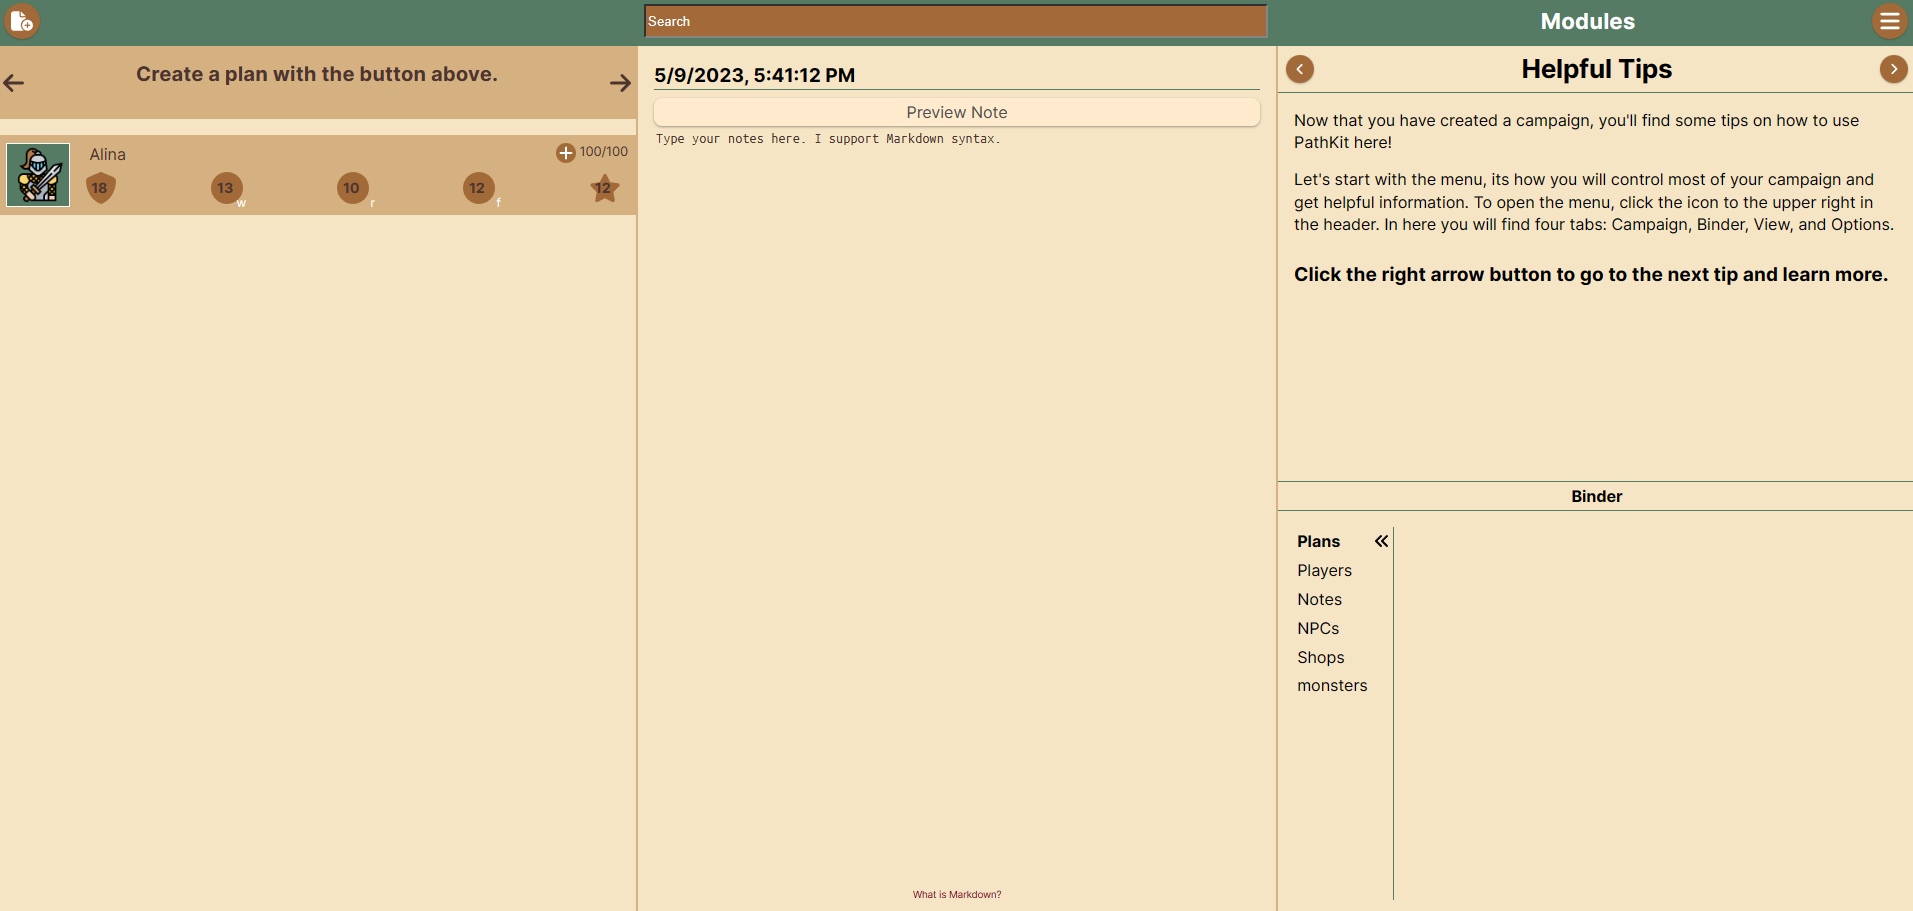 Search
Modules
Create a plan with the button above.
Alina
100/100
18
13
w
10
r
12
f
12
5/9/2023, 5:41:12 PM
Preview Note
Type your notes here. I support Markdown syntax.
What is Markdown?
Helpful Tips
Now that you have created a campaign, you'll find some tips on how to use
PathKit here!
Let's start with the menu, its how you will control most of your campaign and
get helpful information. To open the menu, click the icon to the upper right in
the header. In here you will find four tabs: Campaign, Binder, View, and Options.
Click the right arrow button to go to the next tip and learn more.
Binder
Plans
Players
Notes
NPCs
Shops
monsters